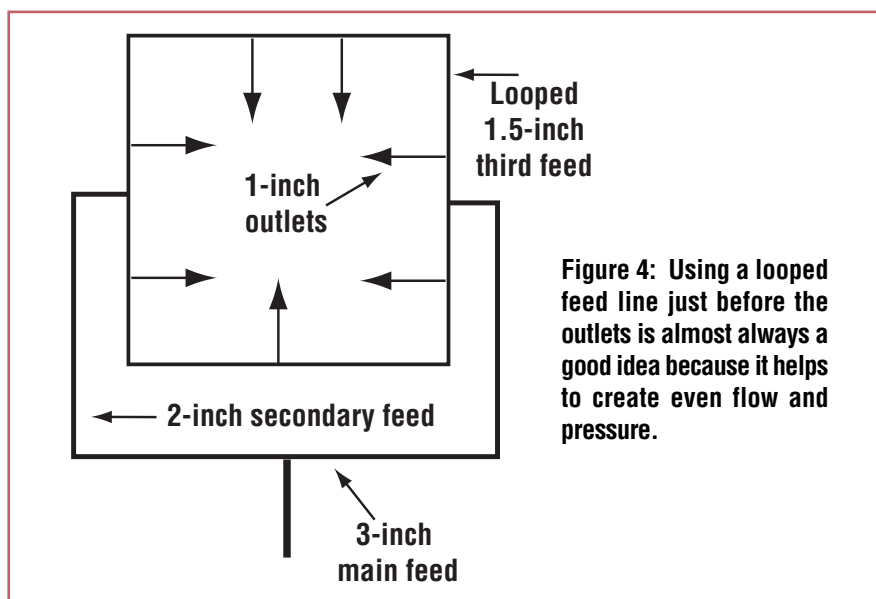 Looped
1.5-inch
third feed
1-inch
outlets
2-inch secondary feed
3-inch
main feed
Figure 4: Using a looped
feed line just before the
outlets is almost always a
good idea because it helps
to create even flow and
pressure.